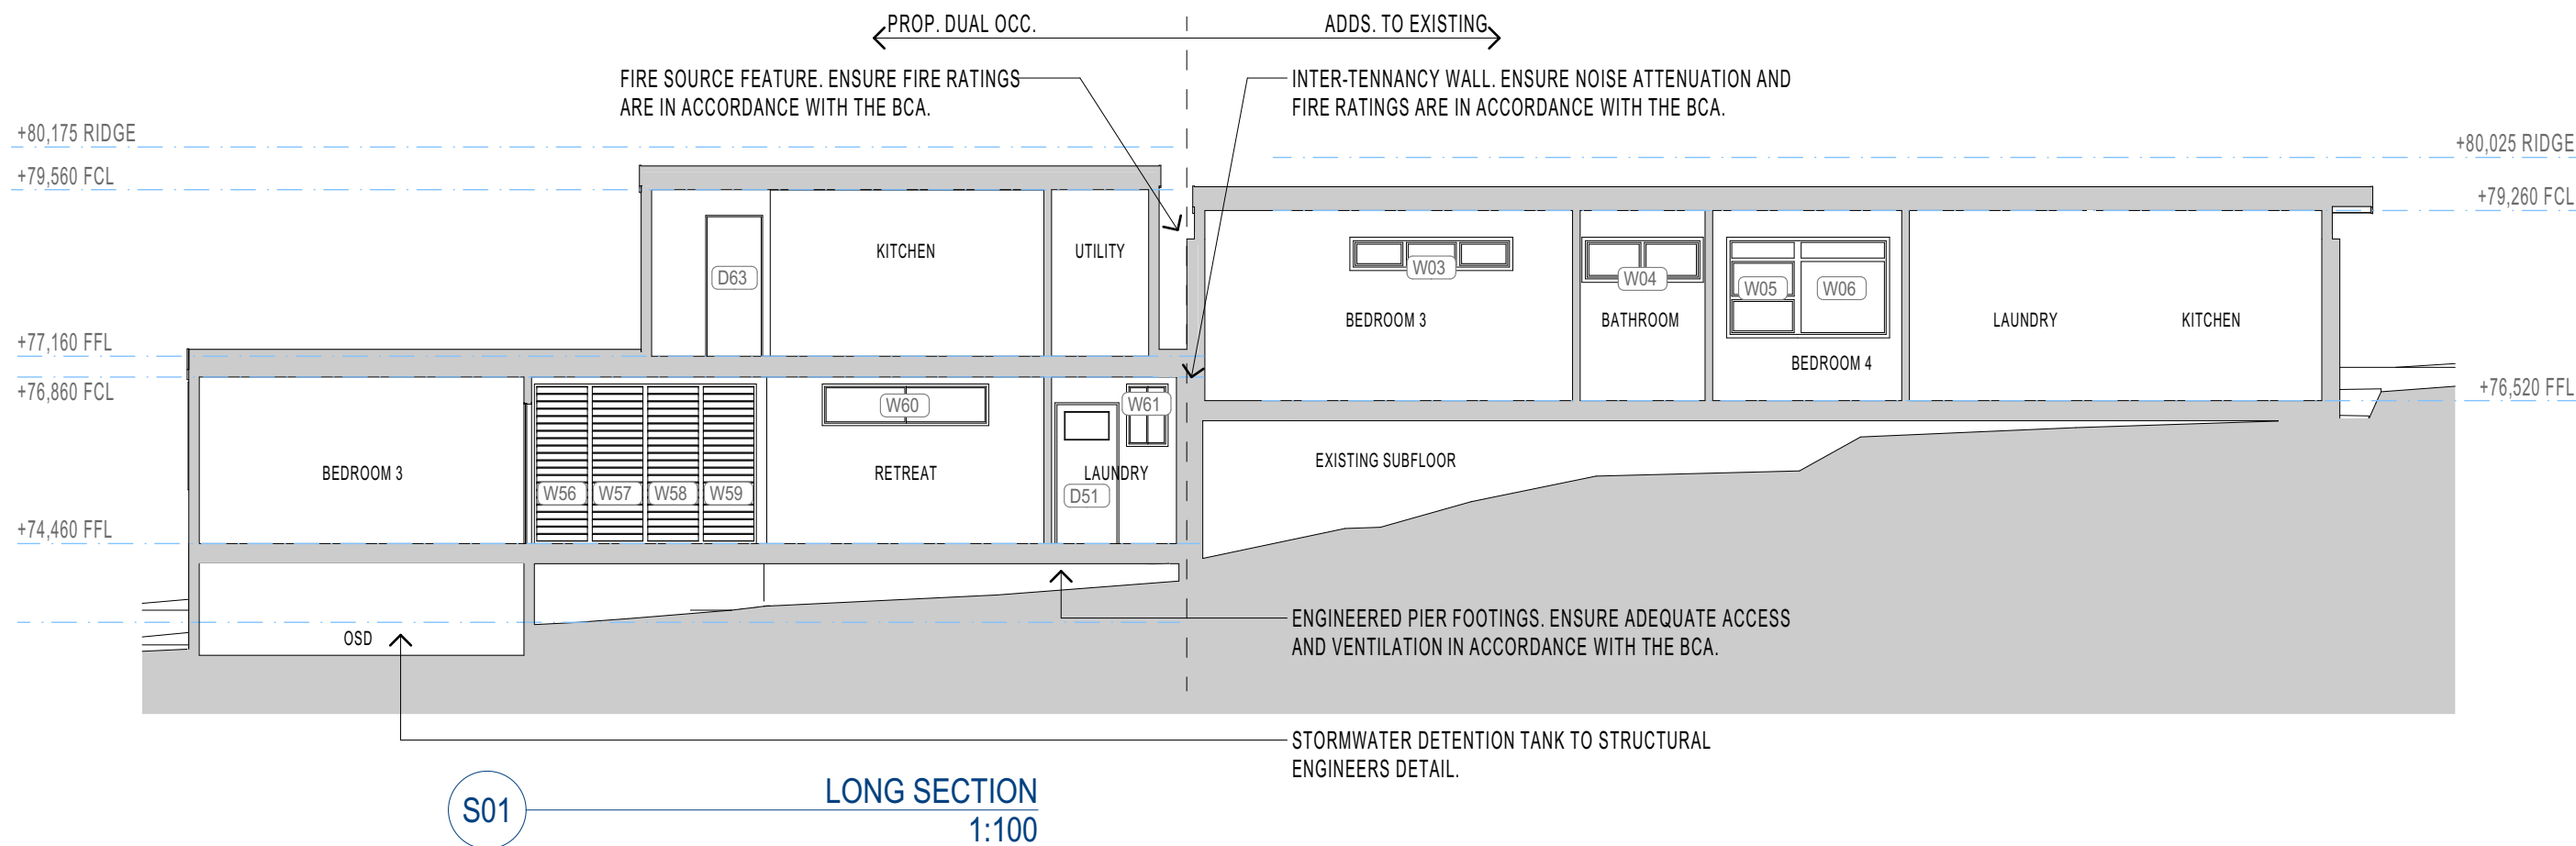 PROP. DUAL OCC.
ADDS. TO EXISTING
FIRE SOURCE FEATURE. ENSURE FIRE RATINGS
ARE IN ACCORDANCE WITH THE BCA.
INTER-TENNANCY WALL. ENSURE NOISE ATTENUATION AND
FIRE RATINGS ARE IN ACCORDANCE WITH THE BCA.
+80,175 RIDGE
+80,025 RIDGE
+79,560 FCL
+79,260 FCL
KITCHEN
UTILITY
D63
W03
W04
W05
W06
BEDROOM 3
BATHROOM
LAUNDRY
KITCHEN
+77,160 FFL
BEDROOM 4
+76,860 FCL
+76,520 FFL
W60
W61
BEDROOM 3
RETREAT
LAUNDRY
EXISTING SUBFLOOR
W56
W57
W58
W59
D51
+74,460 FFL
OSD
ENGINEERED PIER FOOTINGS. ENSURE ADEQUATE ACCESS
AND VENTILATION IN ACCORDANCE WITH THE BCA.
STORMWATER DETENTION TANK TO STRUCTURAL
ENGINEERS DETAIL.
S01
LONG SECTION
1:100